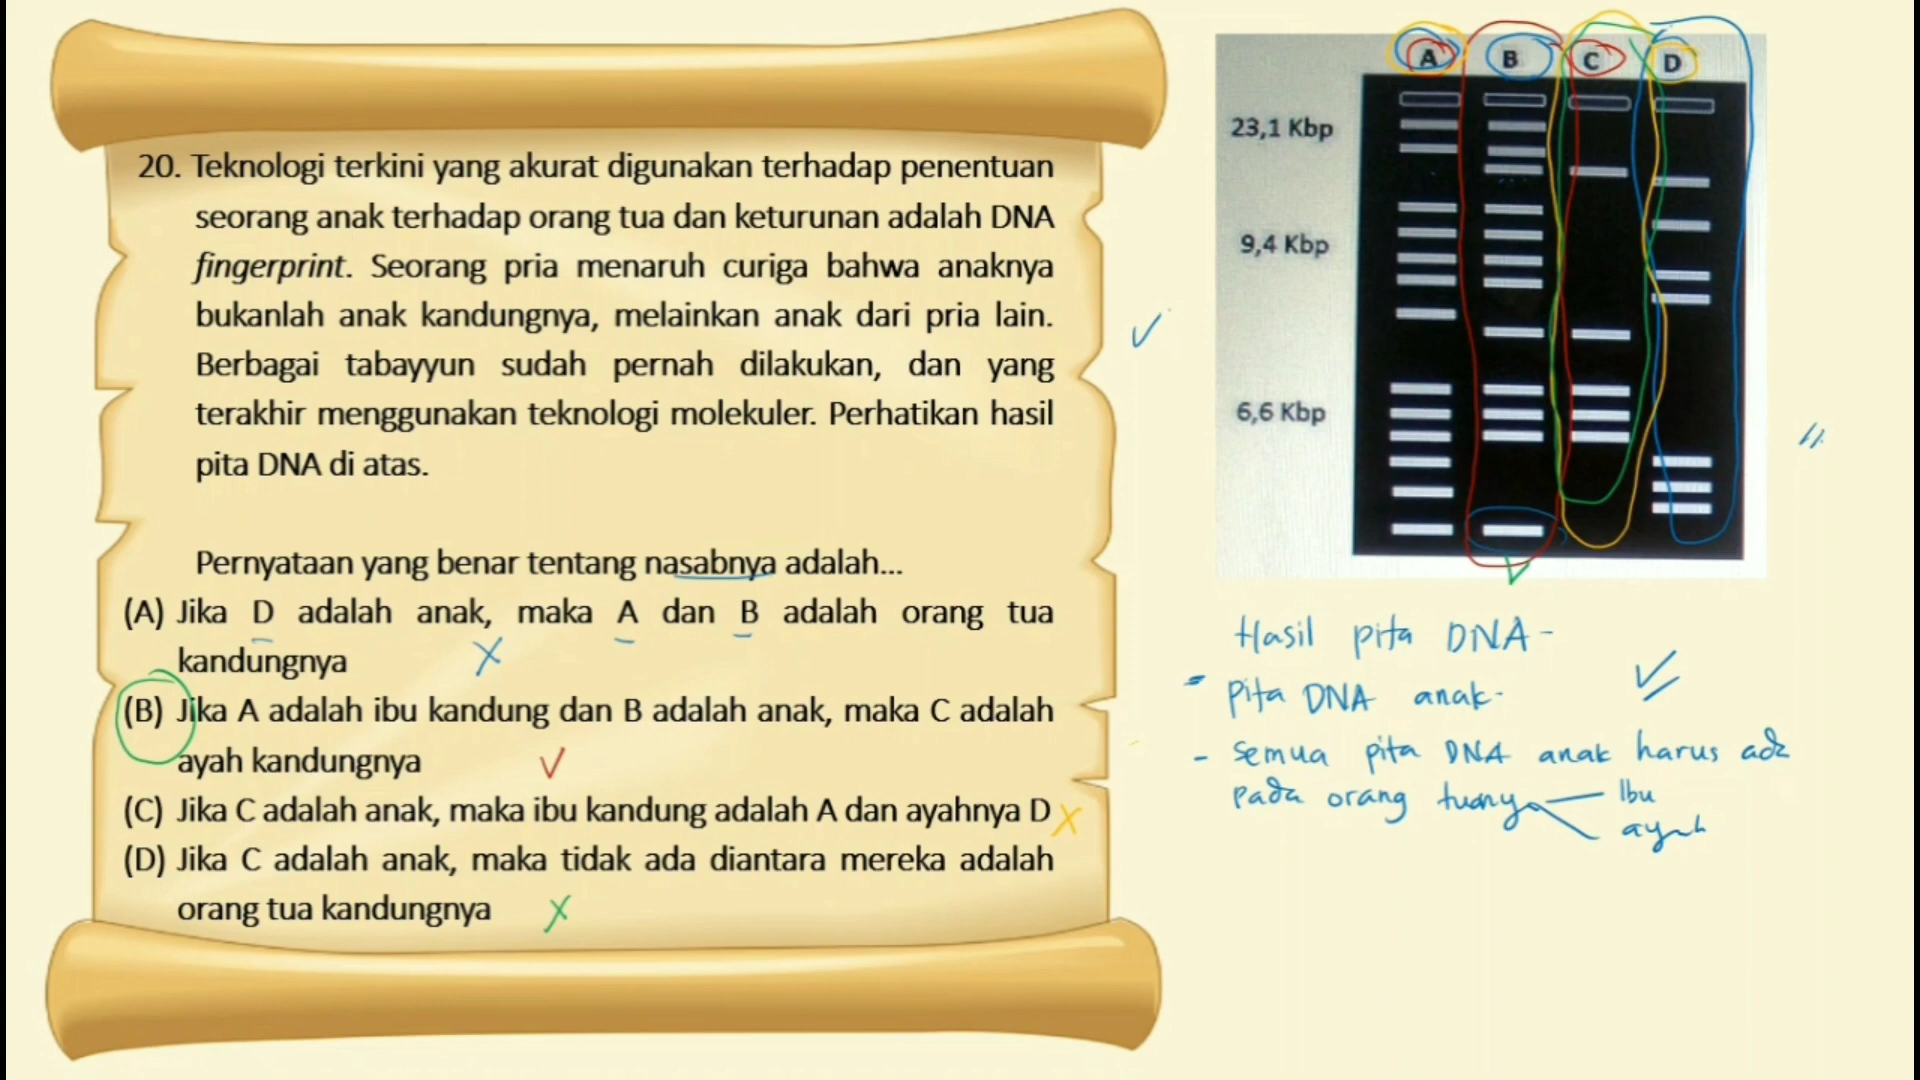 20. Teknologi terkini yang akurat digunakan terhadap penentuan
seorang anak terhadap orang tua dan keturunan adalah DNA
fingerprint. Seorang pria menaruh curiga bahwa anaknya
bukanlah anak kandungnya, melainkan anak dari pria lain.
Berbagai tabayyun sudah pernah dilakukan, dan yang
terakhir menggunakan teknologi molekuler. Perhatikan hasil
pita DNA di atas.
Pernyataan yang benar tentang nasabnya adalah...
(A) Jika D adalah anak, maka A dan B adalah orang tua
kandungnya
(B) Jika A adalah ibu kandung dan B adalah anak, maka C adalah
ayah kandungnya
(C) Jika C adalah anak, maka ibu kandung adalah A dan ayahnya D
(D) Jika C adalah anak, maka tidak ada diantara mereka adalah
orang tua kandungnya
A B C D
23,1 Kbp
9,4 Kbp
6,6 Kbp
Hasil pita DNA -
- pita DNA anak -
- Semua pita DNA anak harus ada
pada orang tuanya
Ibu
ayah